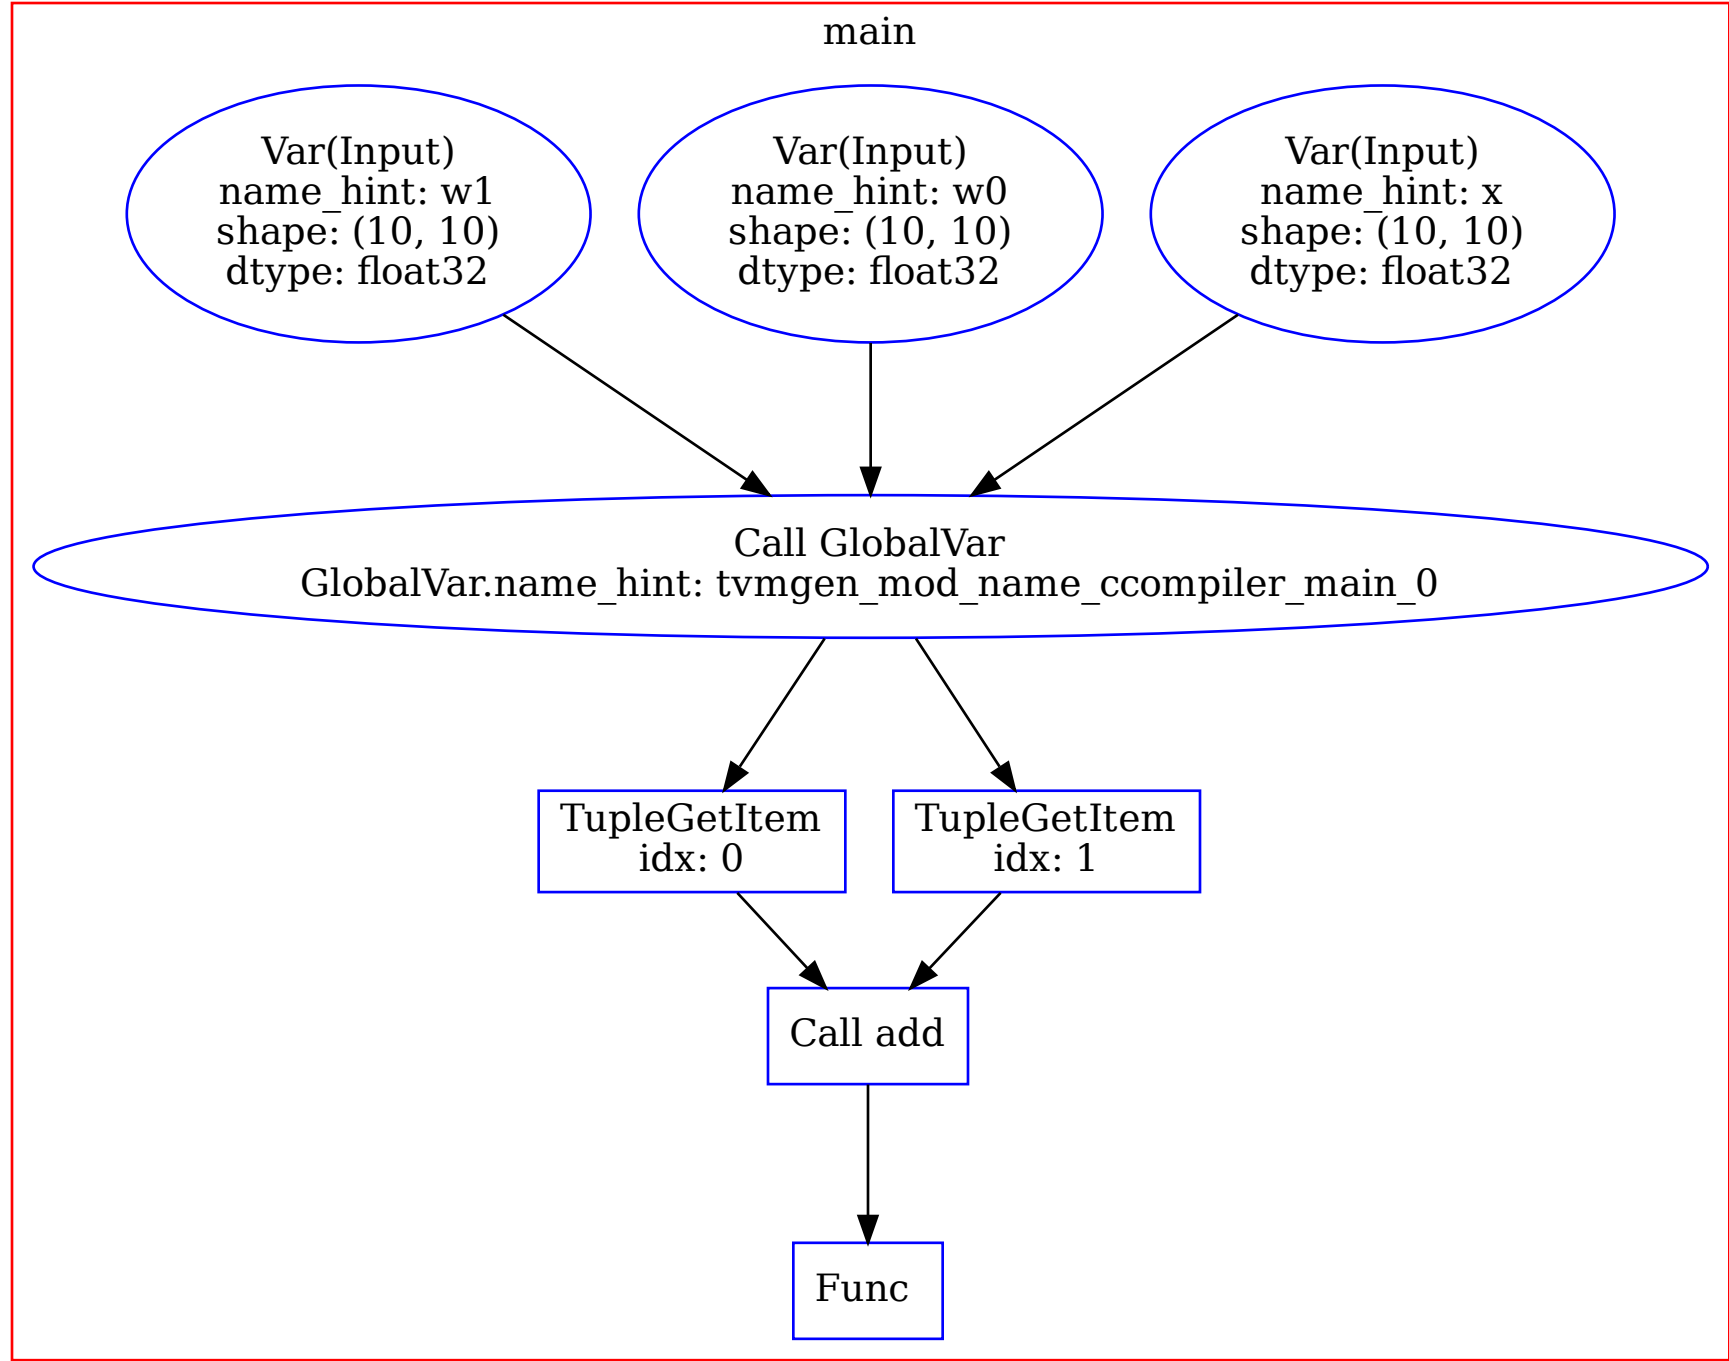 main
Var(Input)
name_hint: w1
shape: (10, 10)
dtype: float32
Var(Input)
name_hint: w0
shape: (10, 10)
dtype: float32
Var(Input)
name_hint: x
shape: (10, 10)
dtype: float32
Call GlobalVar
GlobalVar.name_hint: tvmgen_mod_name_ccompiler_main_0
TupleGetItem
idx: 0
TupleGetItem
idx: 1
Call add
Func